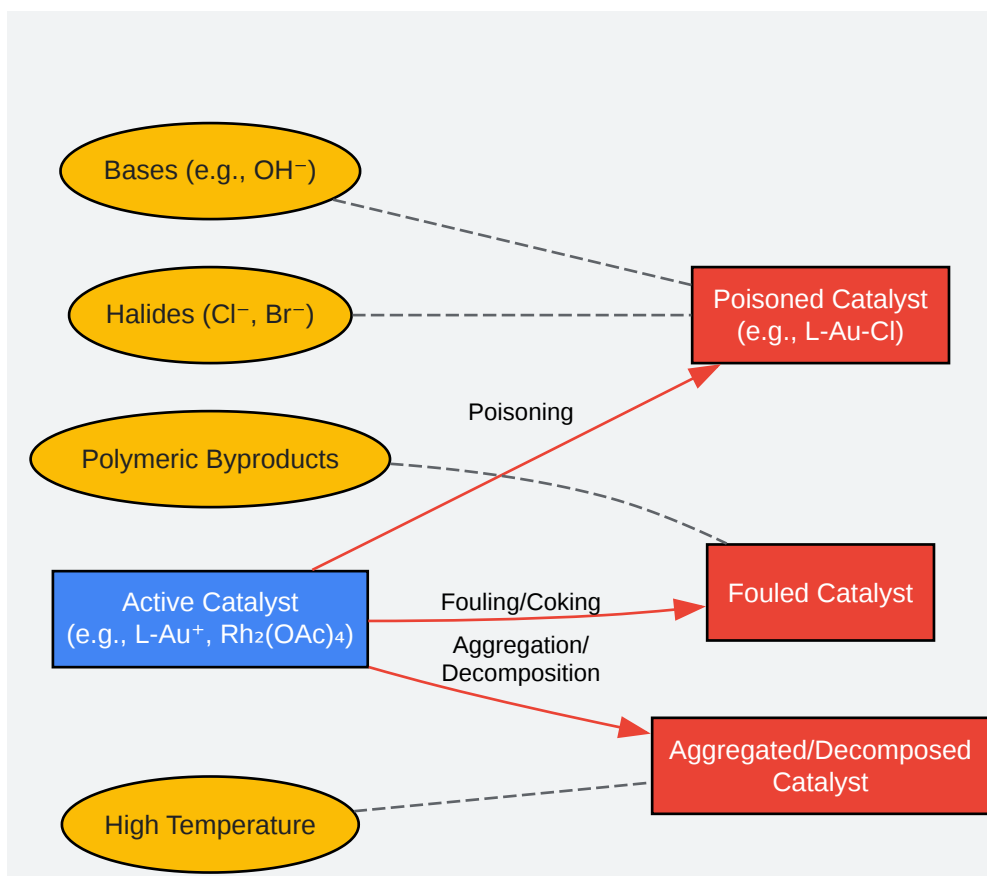 Bases (e.g., OH⁻)
Halides (Cl⁻, Br⁻)
Poisoned Catalyst
(e.g., L-Au-Cl)
Poisoning
Polymeric Byproducts
Active Catalyst
(e.g., L-Au⁺, Rh₂(OAc)₄)
Fouling/Coking
Fouled Catalyst
Aggregation/
Decomposition
Aggregated/Decomposed
Catalyst
High Temperature